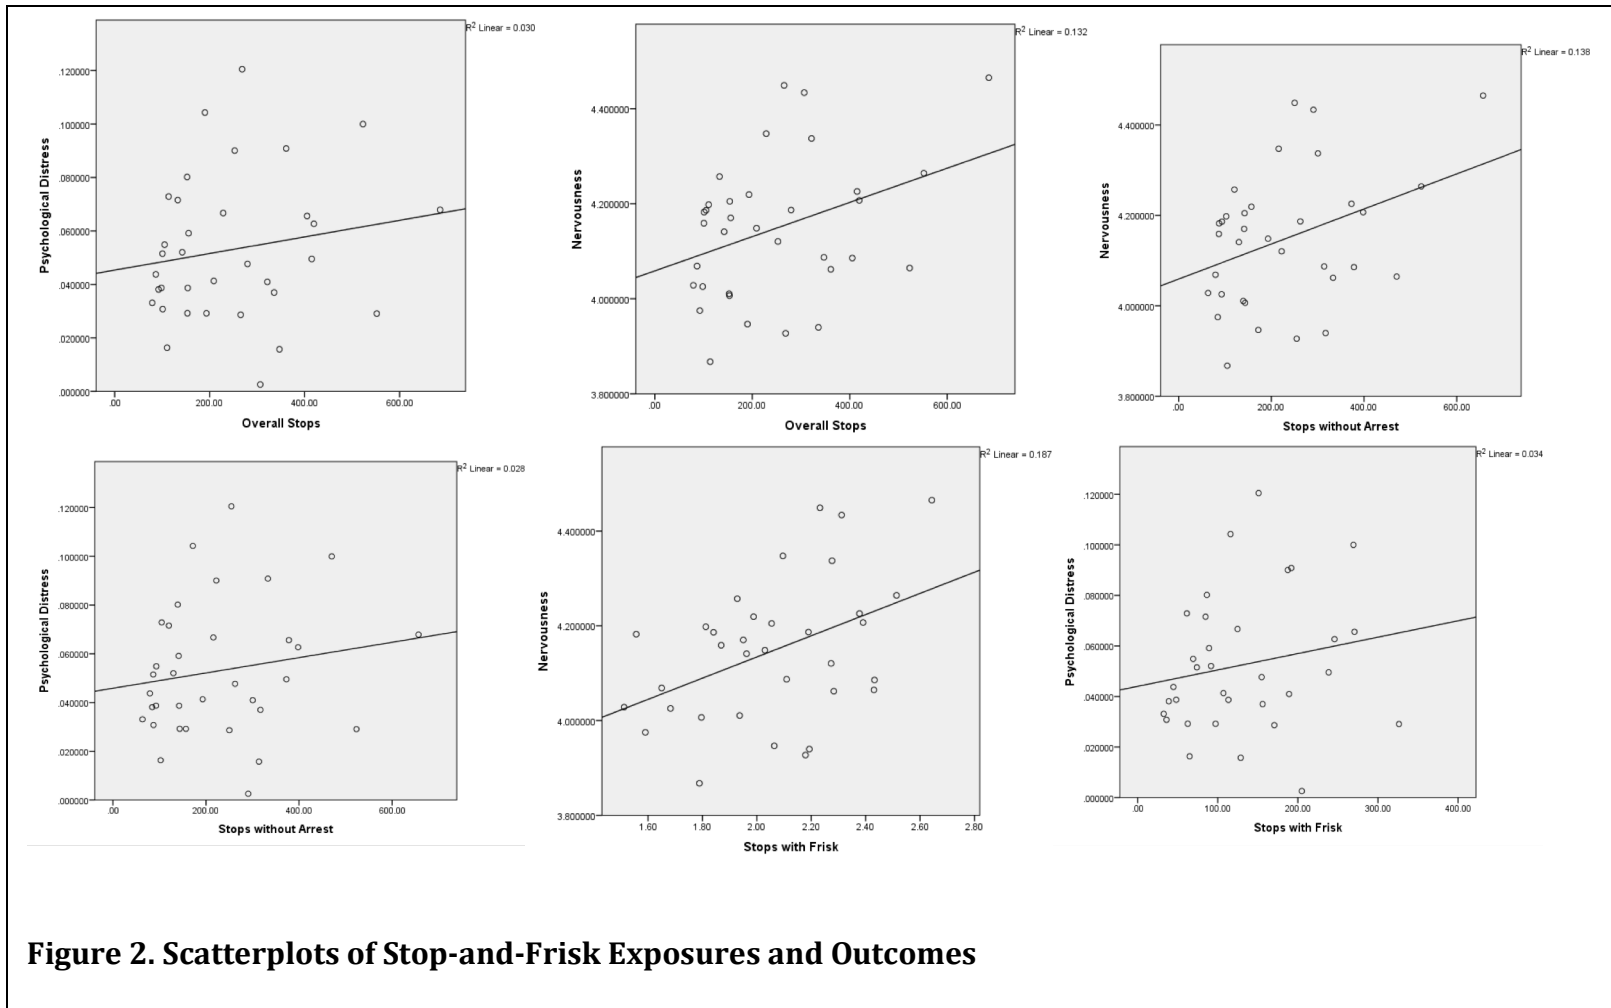 R² Linear = 0.030
.120000
.100000
.080000
.060000
.040000
.020000
.000000
Psychological Distress
.00 200.00 400.00 600.00
Overall Stops
R² Linear = 0.132
4.400000
4.200000
4.000000
3.800000
Nervousness
.00 200.00 400.00 600.00
Overall Stops
R² Linear = 0.138
4.400000
4.200000
4.000000
3.800000
Nervousness
.00 200.00 400.00 600.00
Stops without Arrest
R² Linear = 0.028
.120000
.100000
.080000
.060000
.040000
.020000
.000000
Psychological Distress
.00 200.00 400.00 600.00
Stops without Arrest
R² Linear = 0.187
4.400000
4.200000
4.000000
3.800000
Nervousness
1.60 1.80 2.00 2.20 2.40 2.60 2.80
Stops with Frisk
R² Linear = 0.034
.120000
.100000
.080000
.060000
.040000
.020000
.000000
Psychological Distress
.00 100.00 200.00 300.00 400.00
Stops with Frisk
Figure 2. Scatterplots of Stop-and-Frisk Exposures and Outcomes